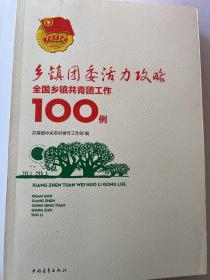 乡镇团委活力攻略
全国乡镇共青团工作
100例
共青团中央农村青年工作部 编
XIANG ZHEN TUAN WEI HUO LI GONG LUE
QUAN GUO
XIANG ZHEN
GONG QING TUAN
GONG ZUO
100 LI
中国青年出版社